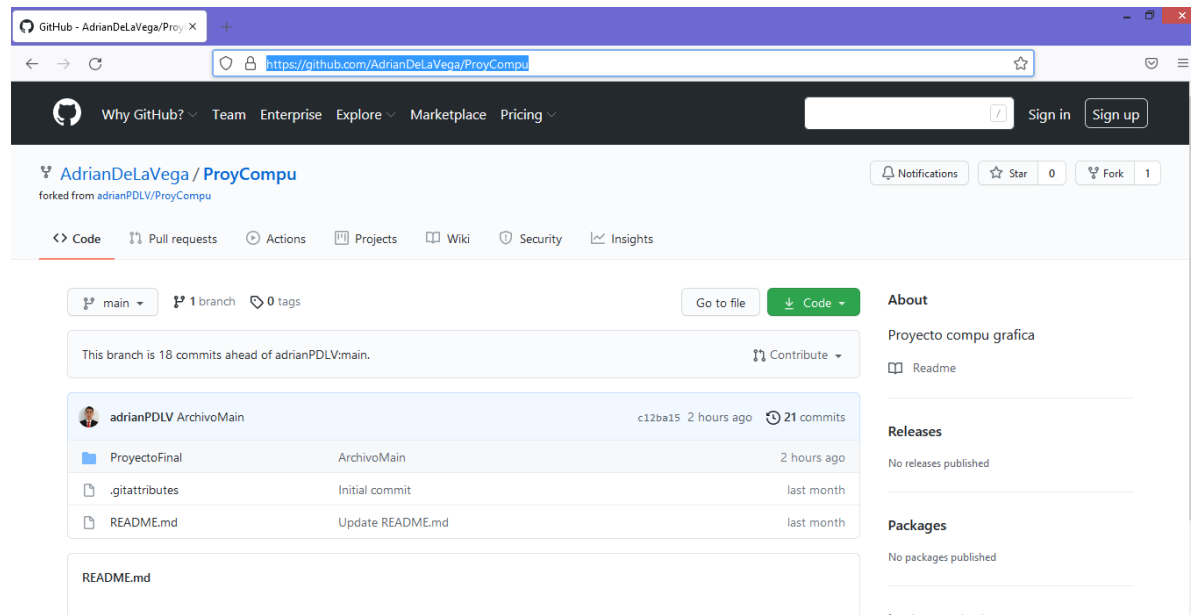 GitHub - AdrianDeLaVega/Proy
https://github.com/AdrianDeLaVega/ProyCompu
Why GitHub? Team Enterprise Explore Marketplace Pricing / Sign in Sign up
AdrianDeLaVega / ProyCompu Notifications Star 0 Fork 1
forked from adrianPDLV/ProyCompu
Code Pull requests Actions Projects Wiki Security Insights
main 1 branch 0 tags Go to file Code
About
This branch is 18 commits ahead of adrianPDLV:main. Contribute
Proyecto compu grafica
Readme
adrianPDLV ArchivoMain c12ba15 2 hours ago 21 commits
Releases
ProyectoFinal ArchivoMain 2 hours ago
No releases published
.gitattributes Initial commit last month
README.md Update README.md last month
Packages
No packages published
README.md